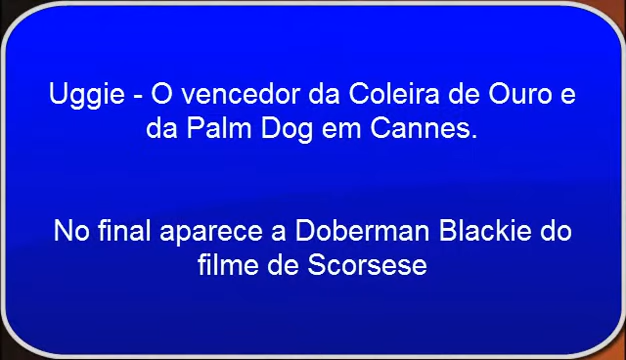 Uggie - O vencedor da Coleira de Ouro e
da Palm Dog em Cannes.
No final aparece a Doberman Blackie do
filme de Scorsese